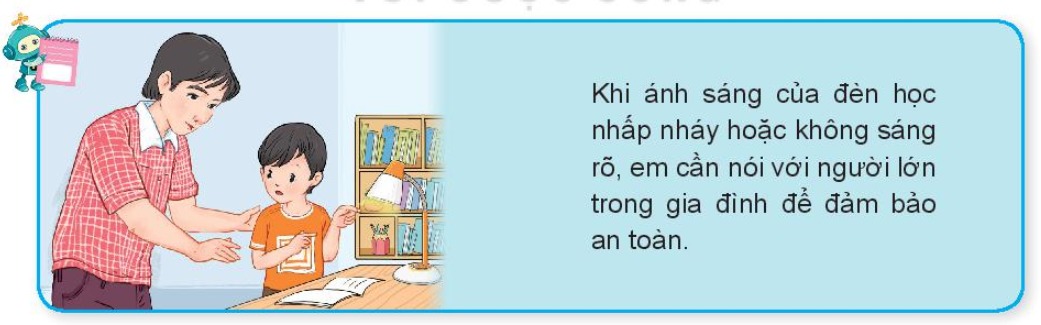 Khi ánh sáng của đèn học
nhấp nháy hoặc không sáng
rõ, em cần nói với người lớn
trong gia đình để đảm bảo
an toàn.